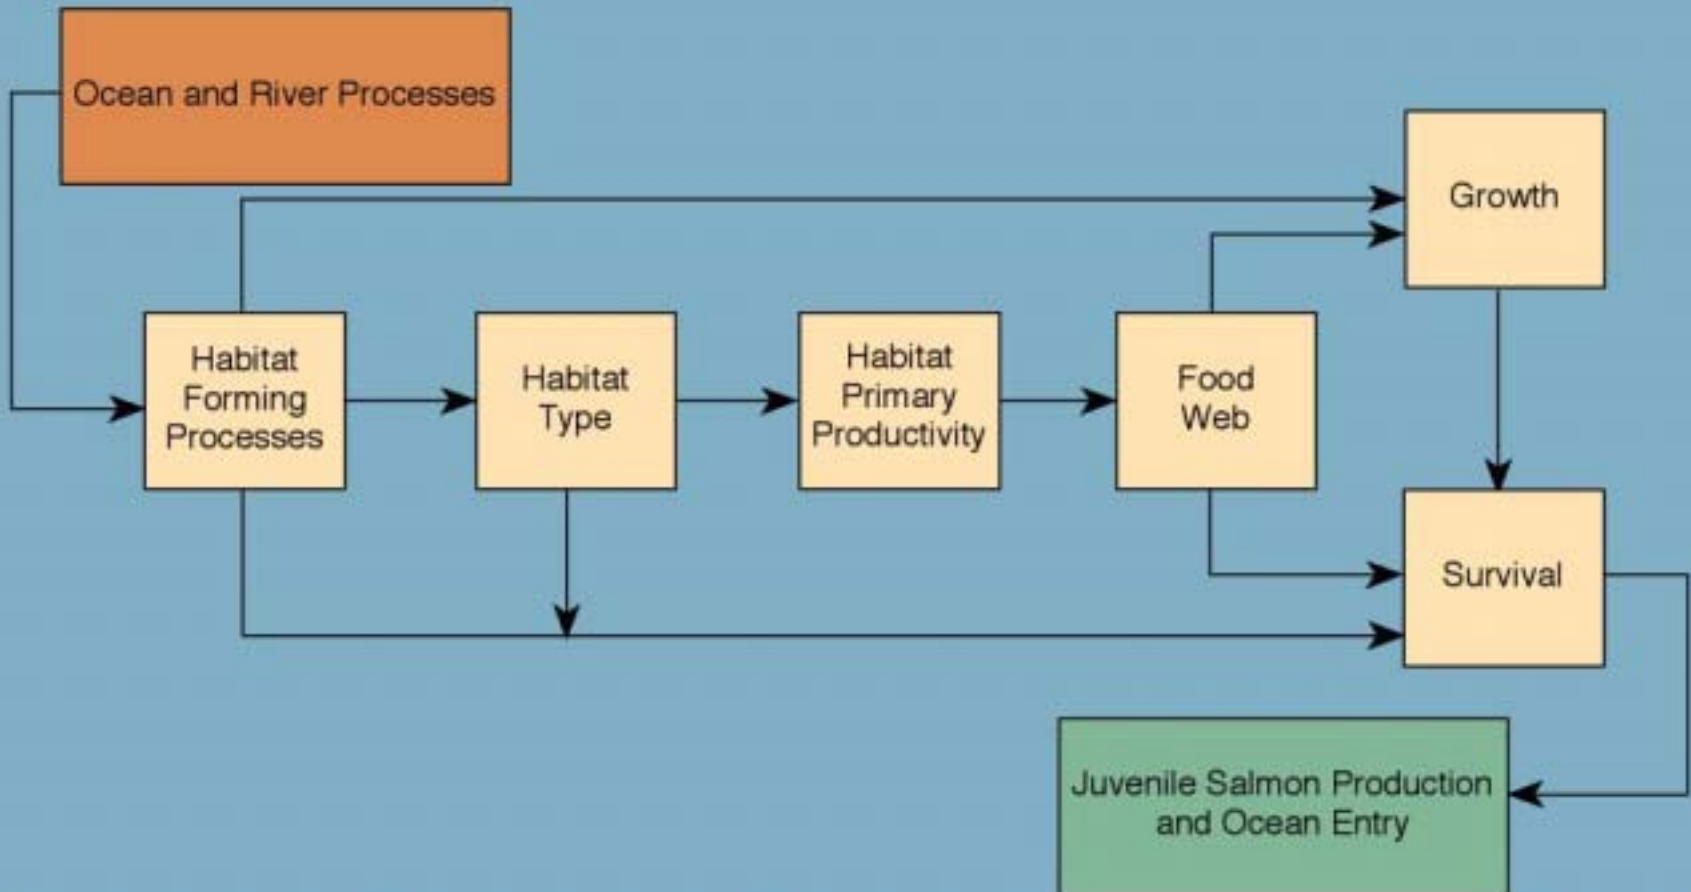 Ocean and River Processes
Growth
Habitat
Forming
Processes
Habitat
Type
Habitat
Primary
Productivity
Food
Web
Survival
Juvenile Salmon Production
and Ocean Entry